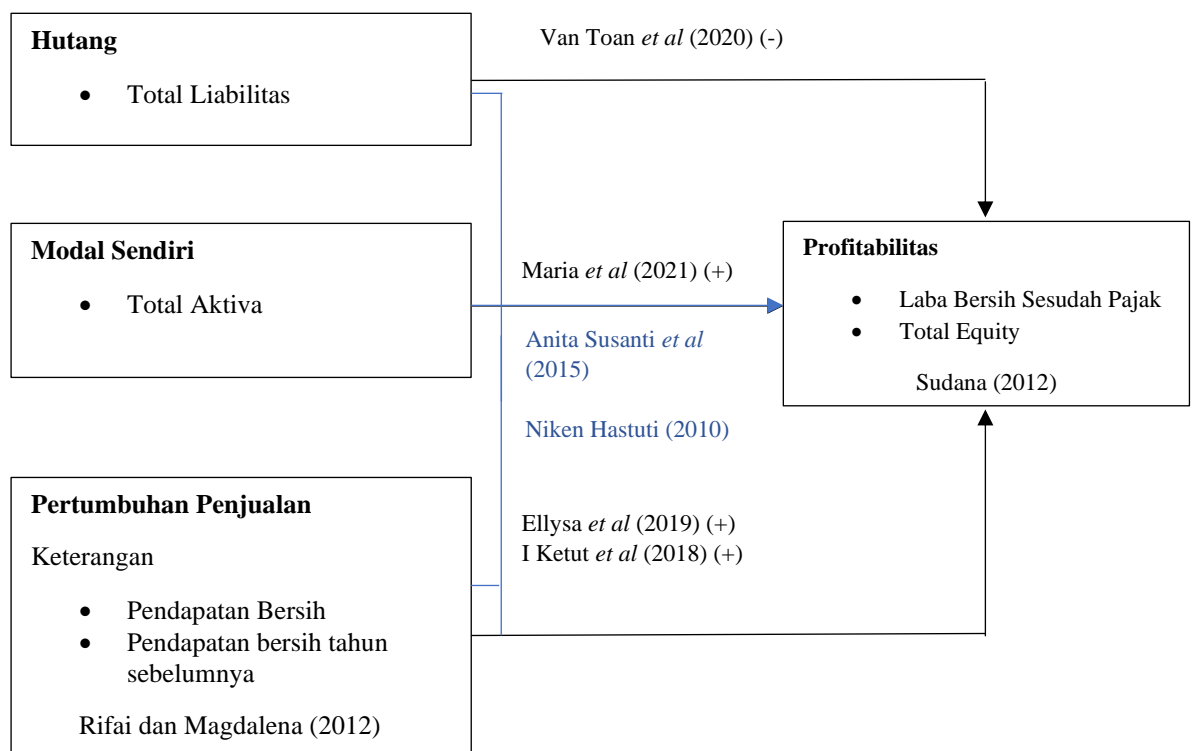 Hutang
• Total Liabilitas
Van Toan et al (2020) (-)
Modal Sendiri
• Total Aktiva
Maria et al (2021) (+)
Anita Susanti et al
(2015)
Niken Hastuti (2010)
Profitabilitas
• Laba Bersih Sesudah Pajak
• Total Equity
Sudana (2012)
Pertumbuhan Penjualan
Keterangan
• Pendapatan Bersih
• Pendapatan bersih tahun
sebelumnya
Rifai dan Magdalena (2012)
Ellysa et al (2019) (+)
I Ketut et al (2018) (+)